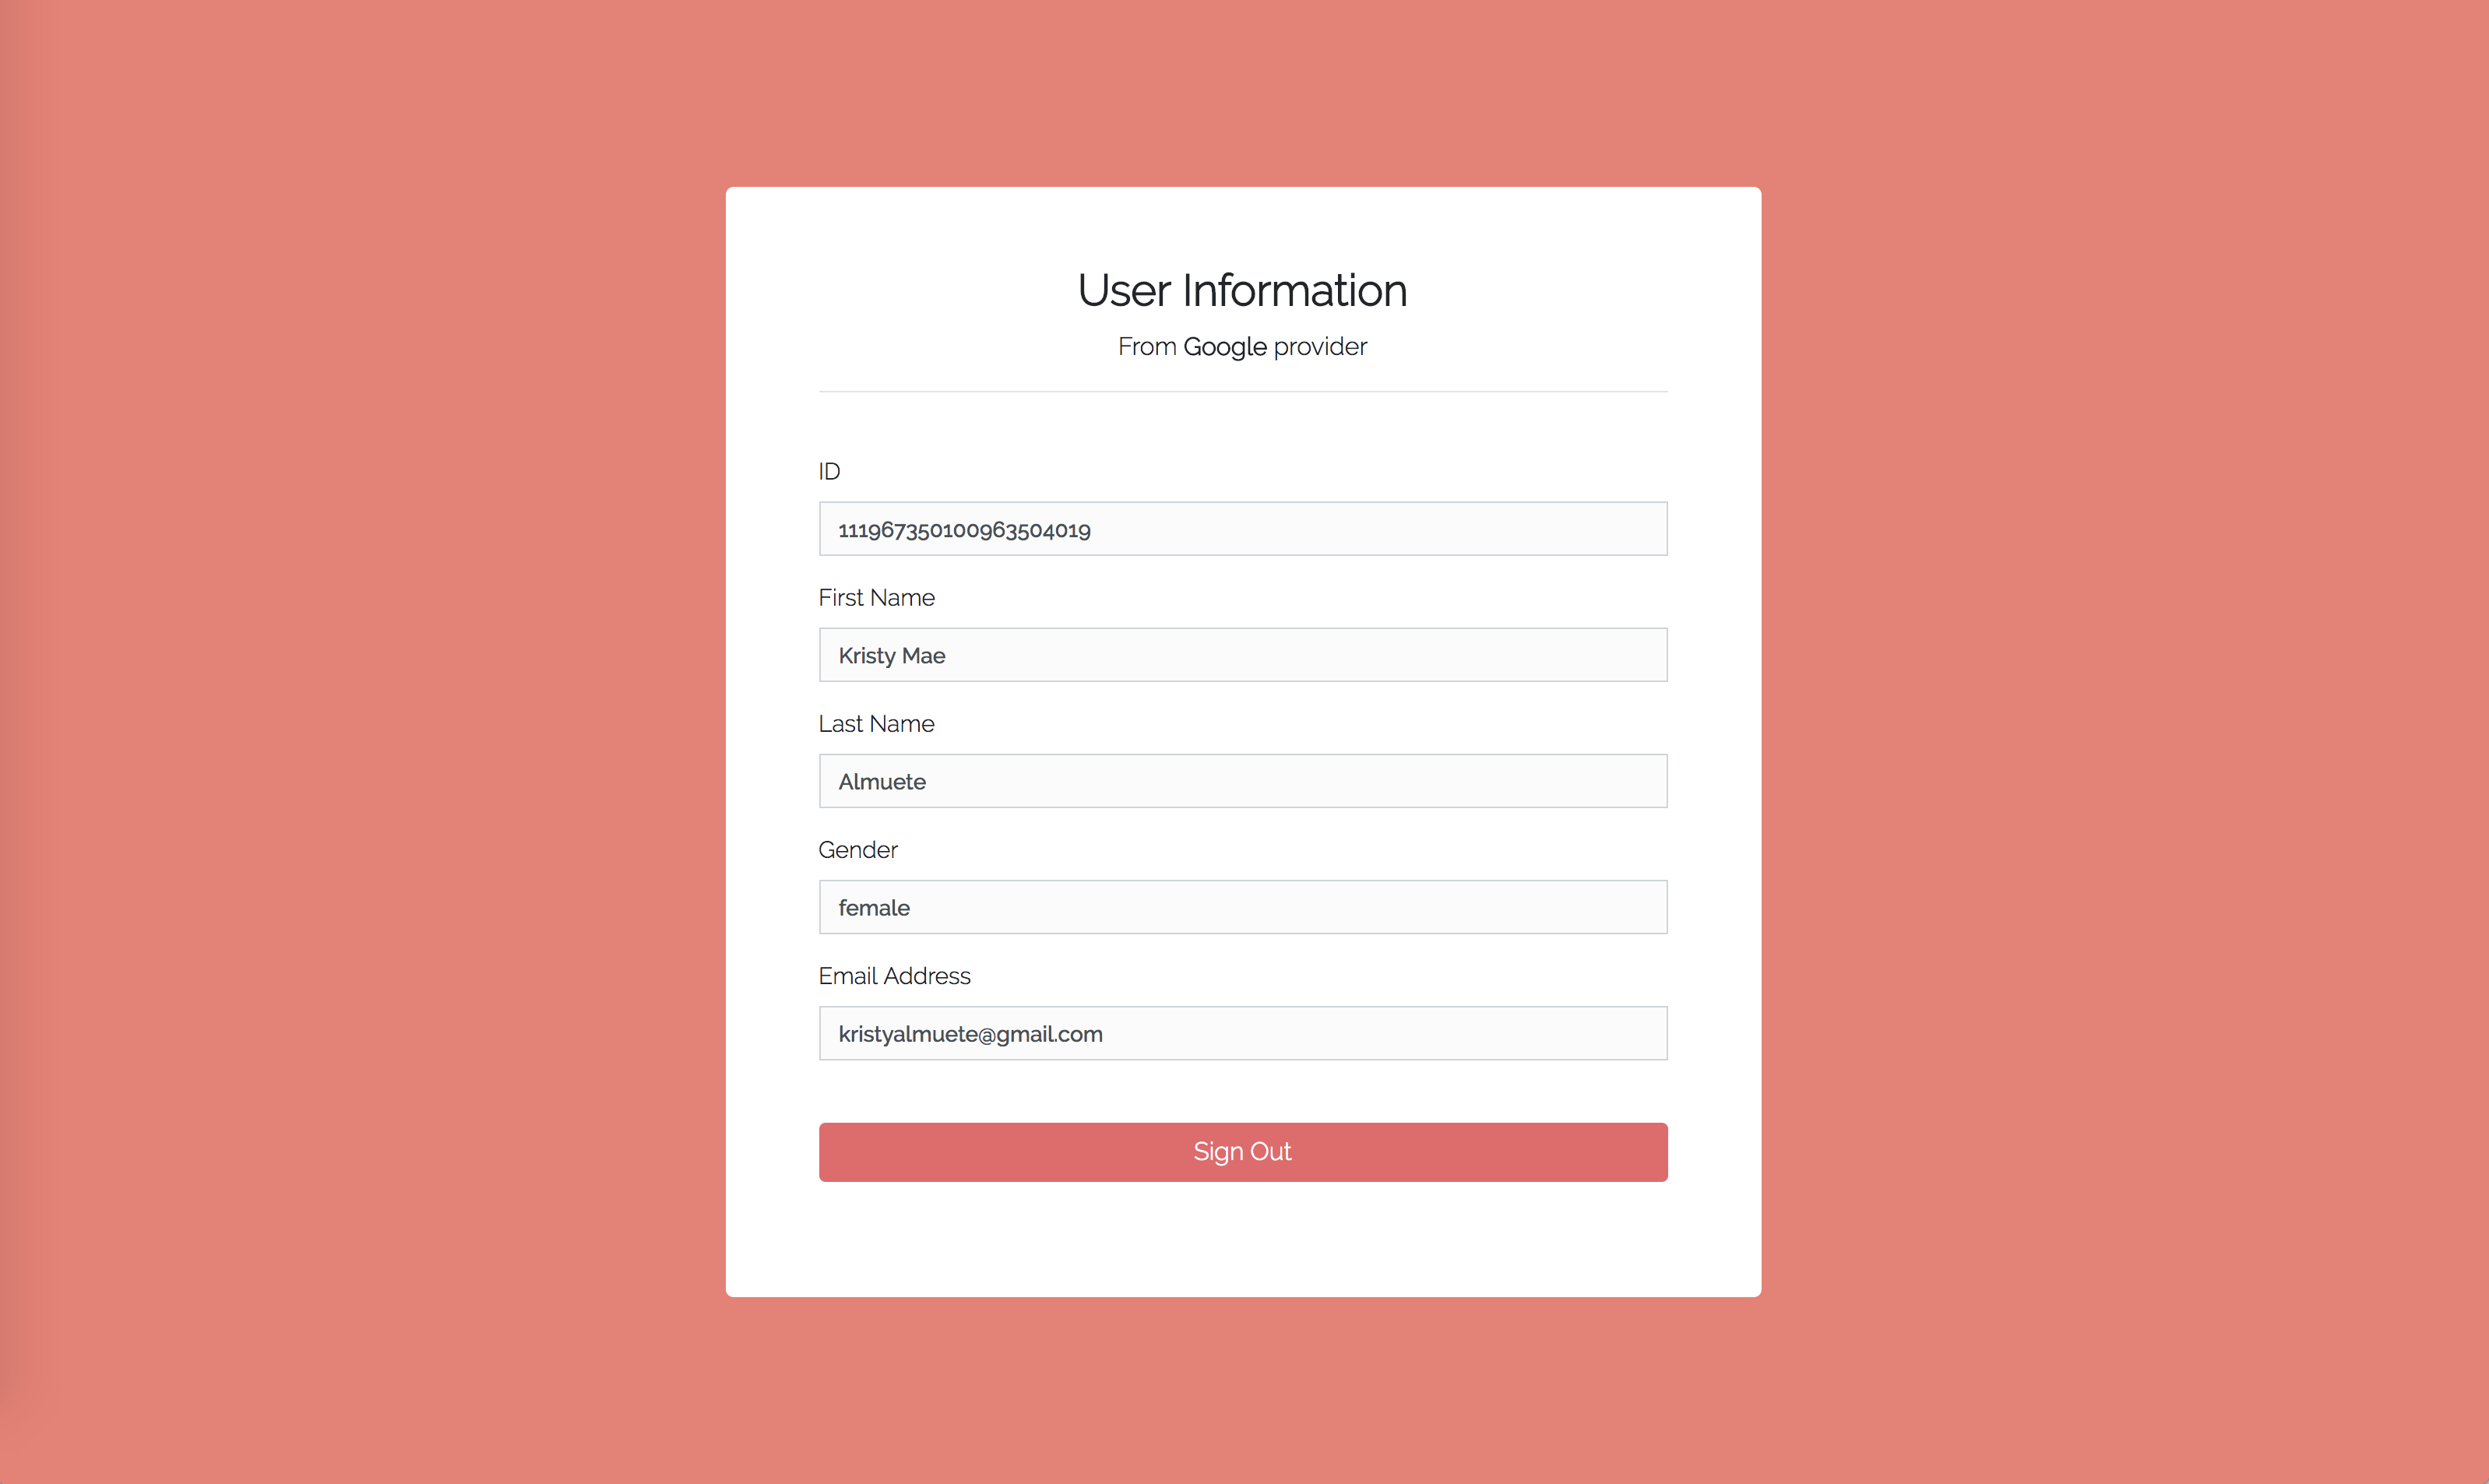 User Information
From Google provider
ID
111967350100963504019
First Name
Kristy Mae
Last Name
Almuete
Gender
female
Email Address
kristyalmuete@gmail.com
Sign Out